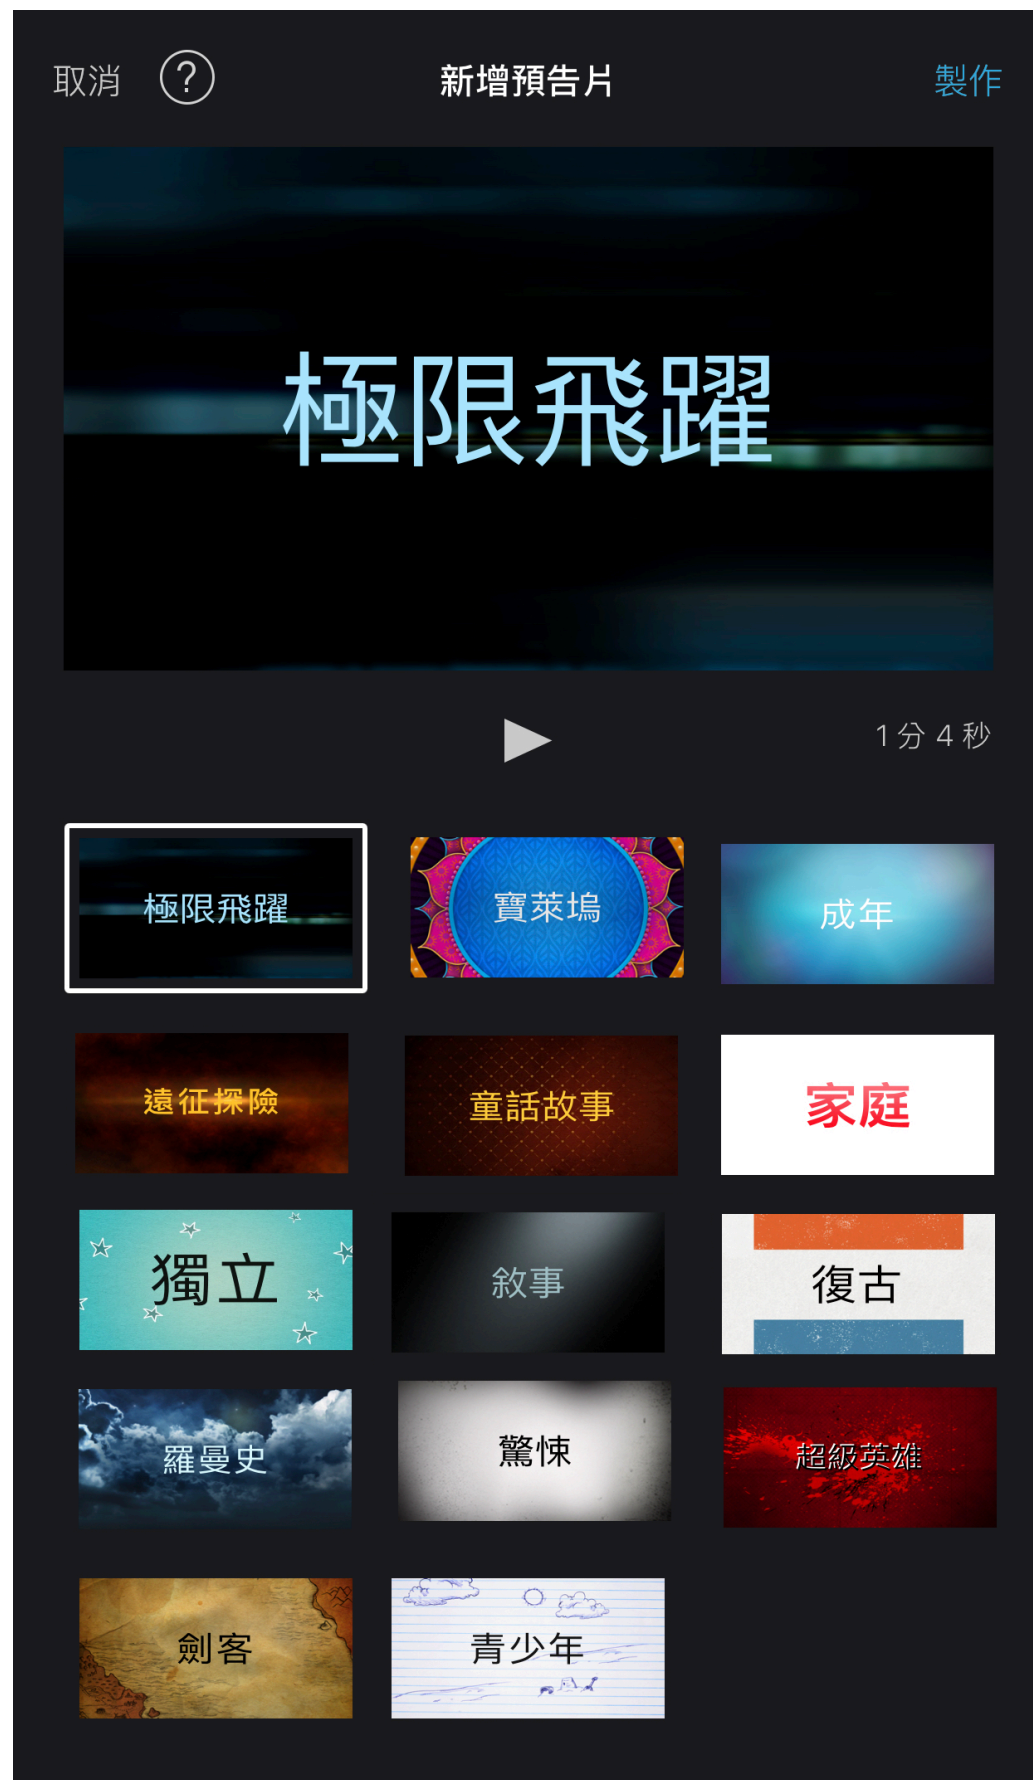 取消 ? 新增預告片 製作
極限飛躍
1分 4 秒
極限飛躍 寶萊塢 成年
遠征探險 童話故事 家庭
獨立 敘事 復古
羅曼史 驚悚 超級英雄
劍客 青少年